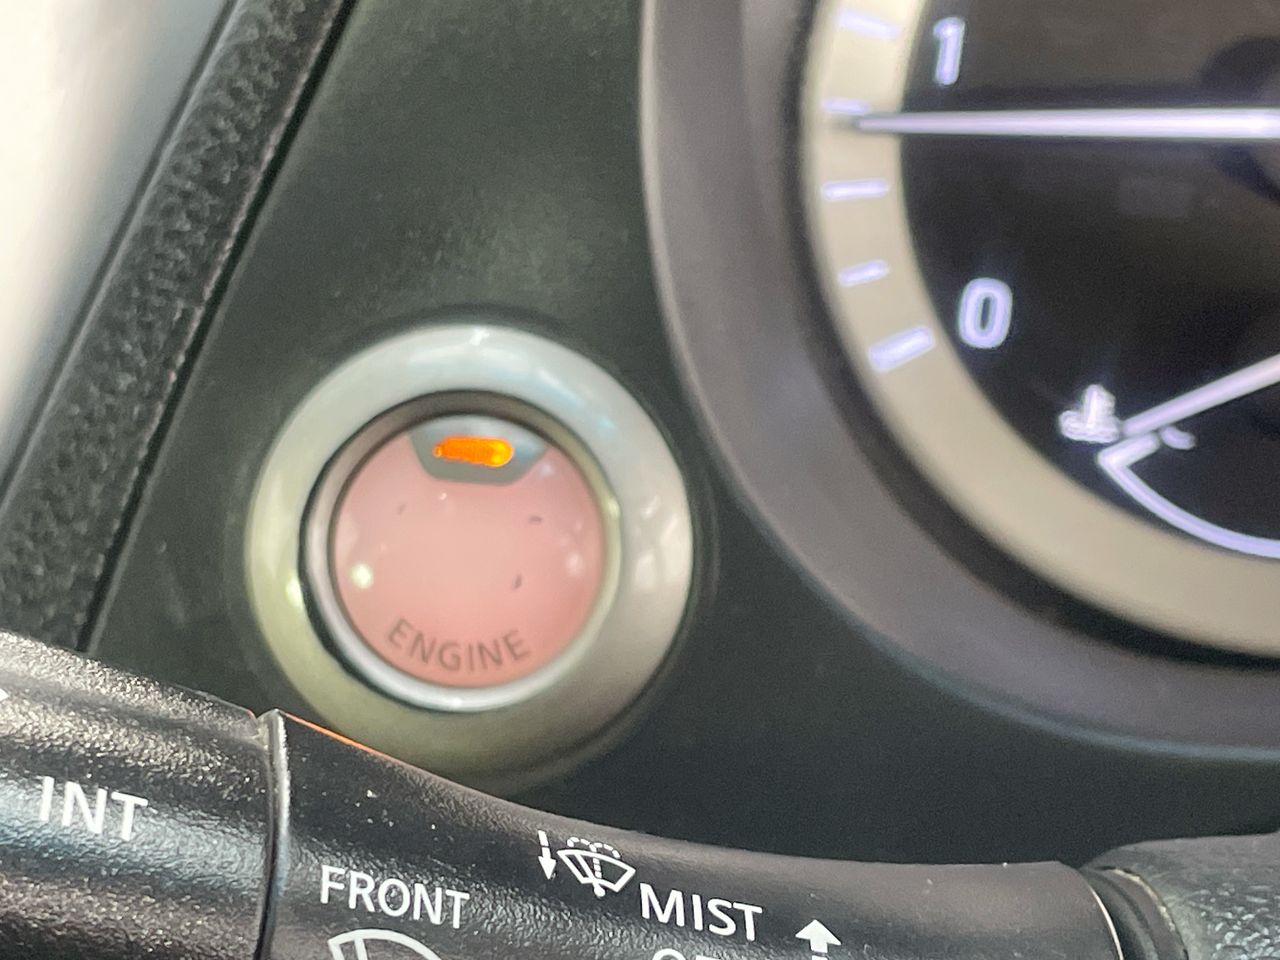 1
0
ENGINE
INT
FRONT
MIST